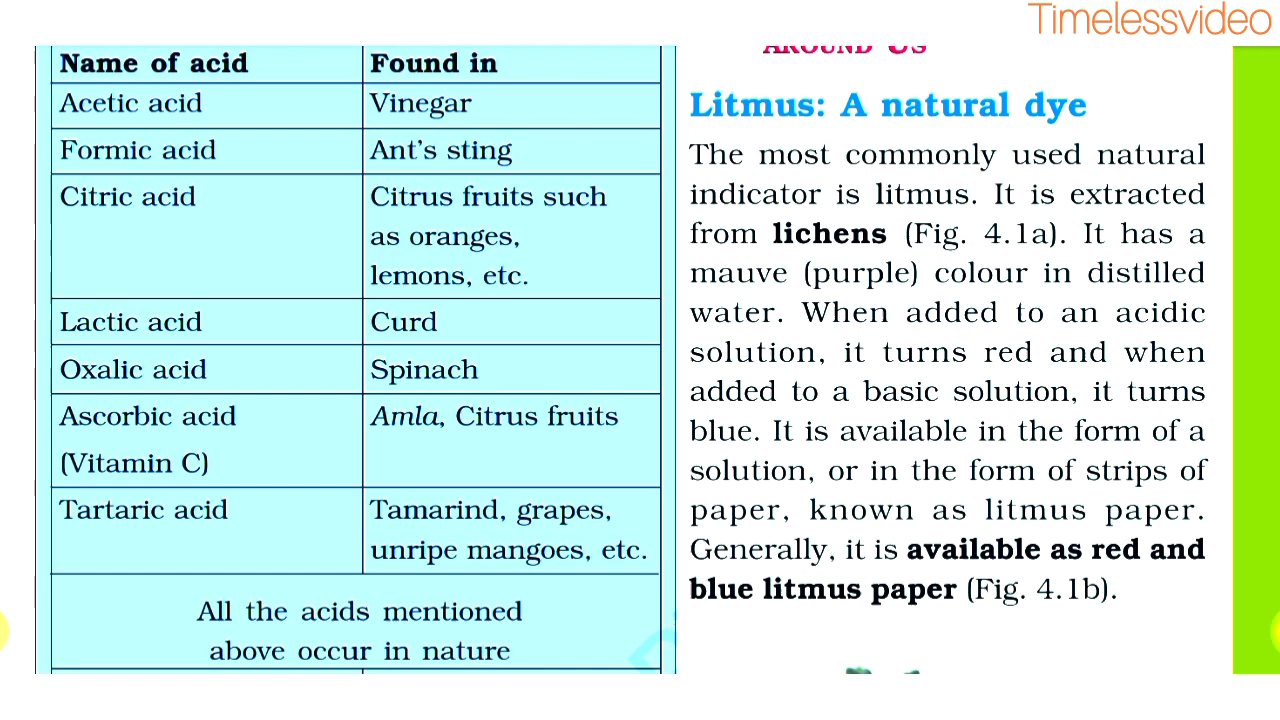 Timelessvideo
Name of acid Found in
Acetic acid Vinegar
Formic acid Ant's sting
Citric acid Citrus fruits such
as oranges,
lemons, etc.
Lactic acid Curd
Oxalic acid Spinach
Ascorbic acid Amla, Citrus fruits
(Vitamin C)
Tartaric acid Tamarind, grapes,
unripe mangoes, etc.
All the acids mentioned
above occur in nature
AROUND US
Litmus: A natural dye
The most commonly used natural
indicator is litmus. It is extracted
from lichens (Fig. 4.1a). It has a
mauve (purple) colour in distilled
water. When added to an acidic
solution, it turns red and when
added to a basic solution, it turns
blue. It is available in the form of a
solution, or in the form of strips of
paper, known as litmus paper.
Generally, it is available as red and
blue litmus paper (Fig. 4.1b).